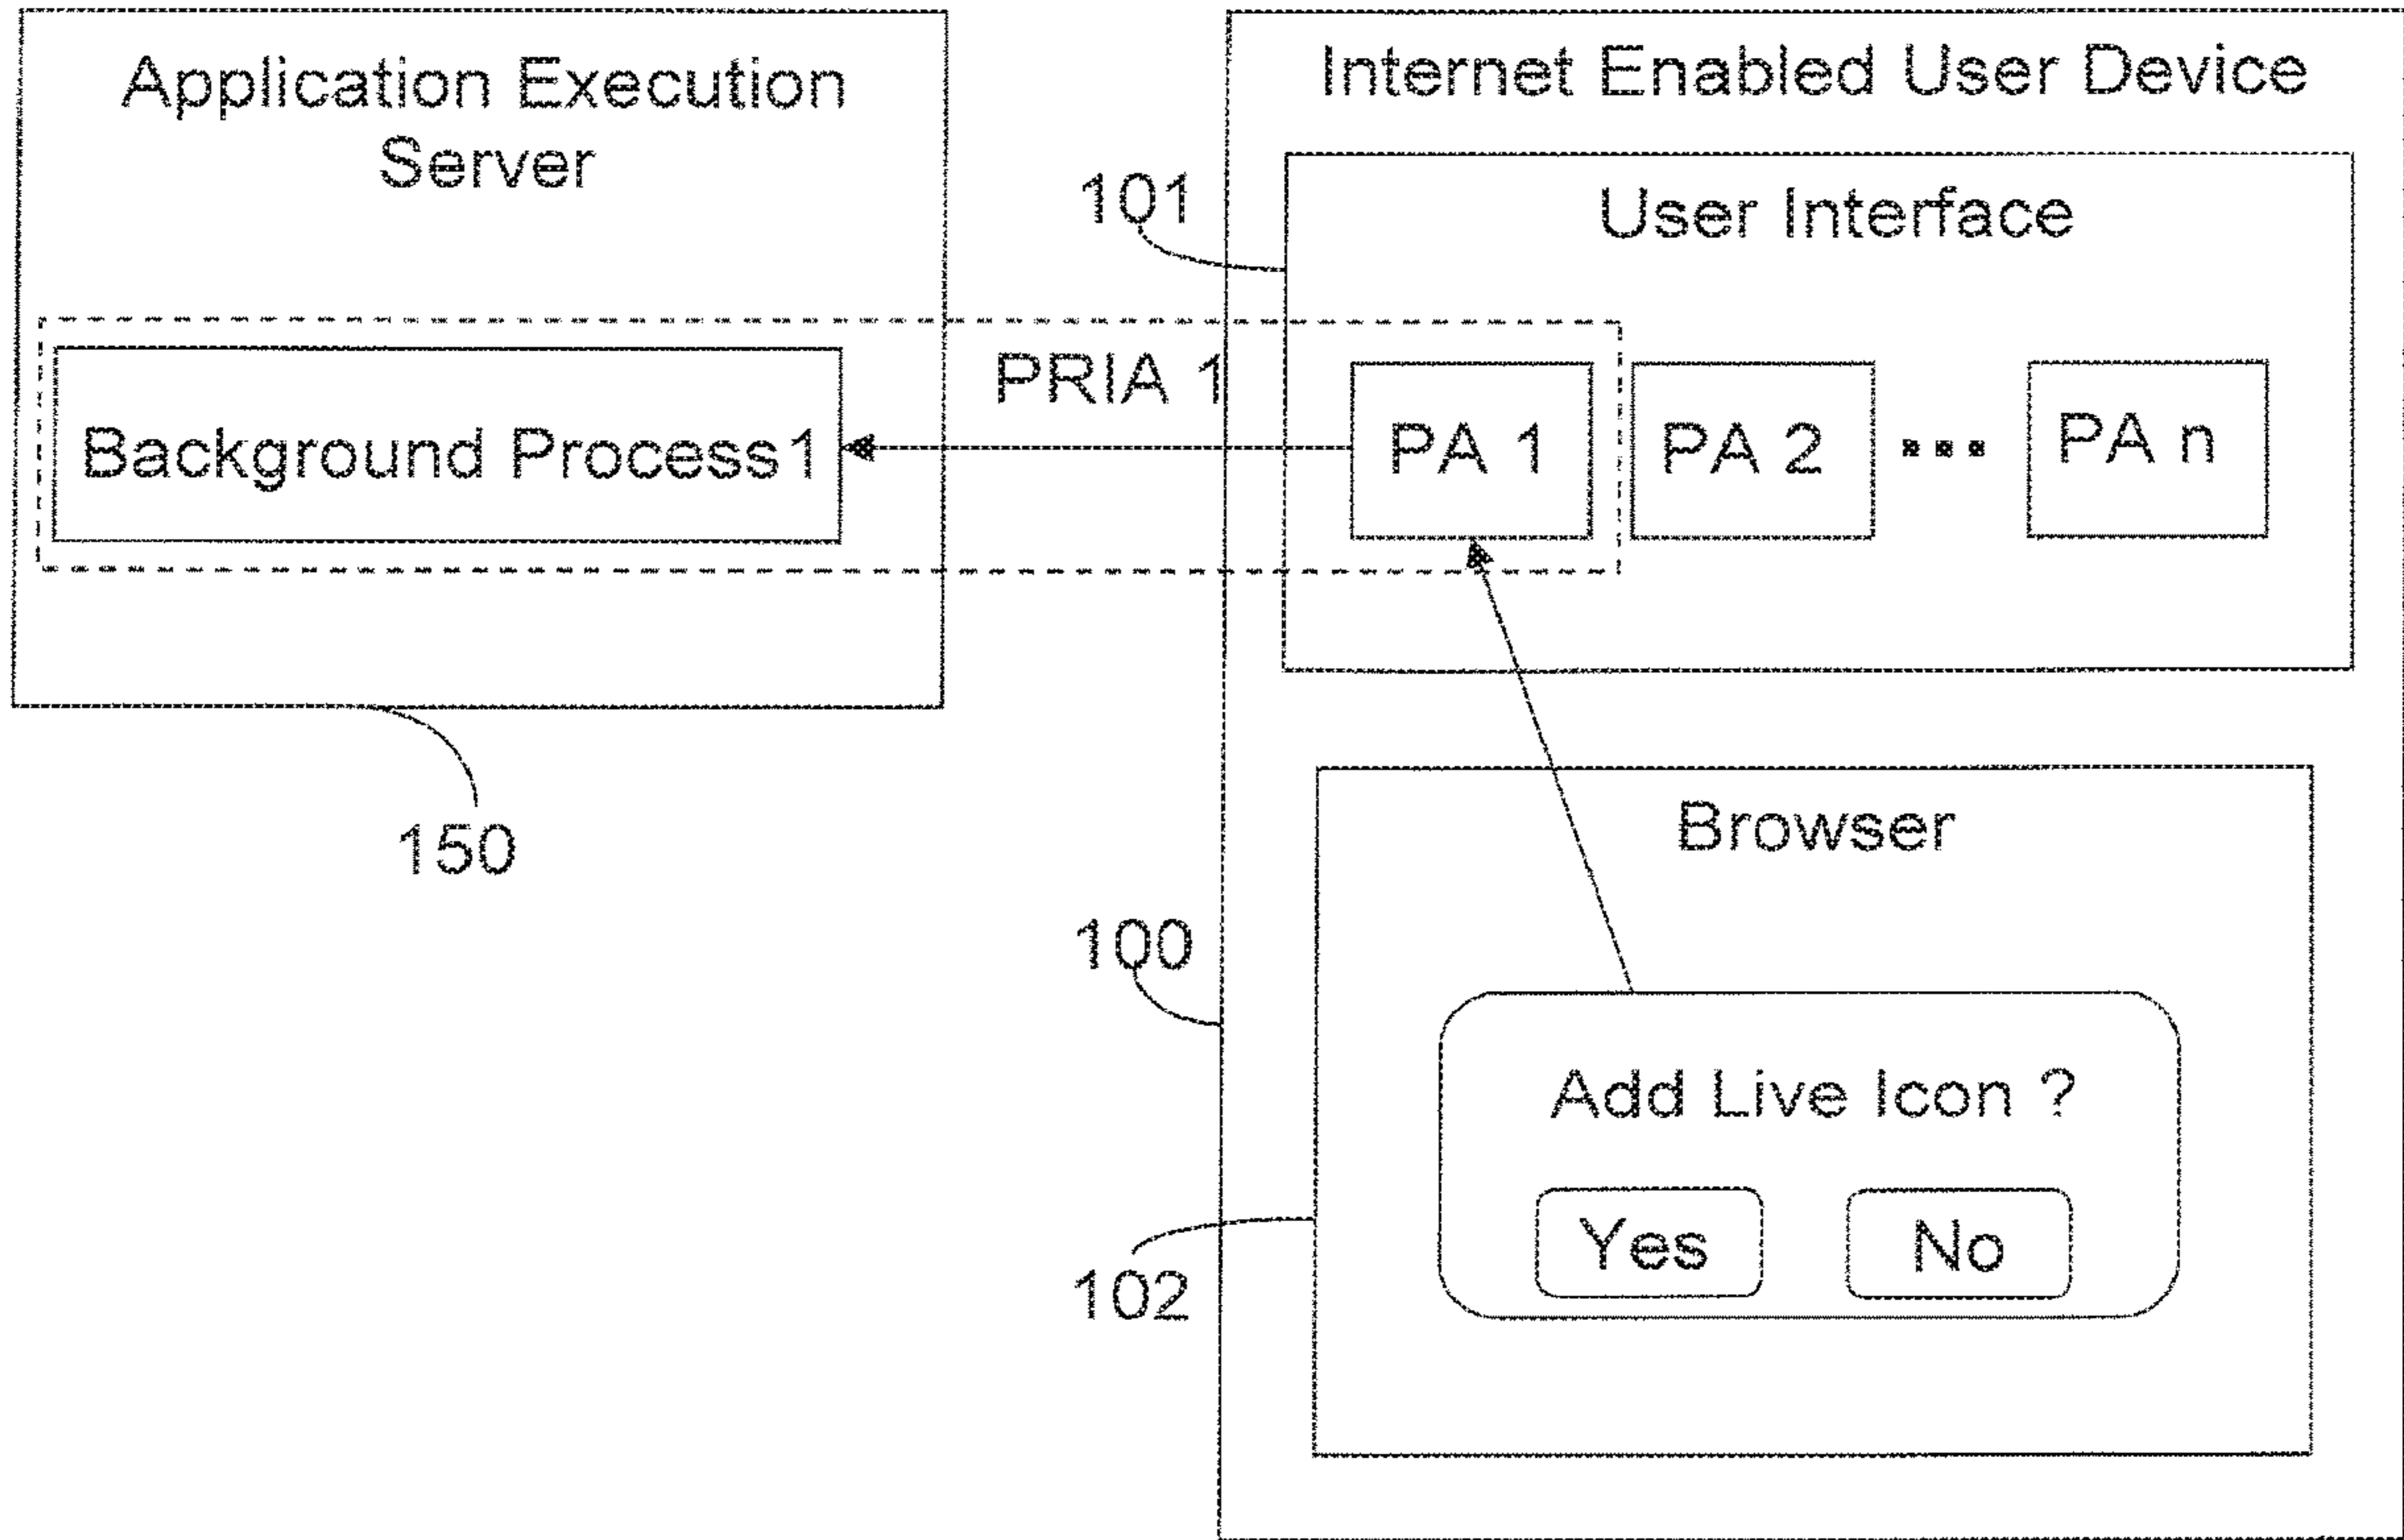 Application Execution
Server
Internet Enabled User Device
101
User Interface
PRIA 1
Background Process1
PA 1
PA 2
...
PA n
150
Browser
100
Add Live Icon ?
Yes
No
102